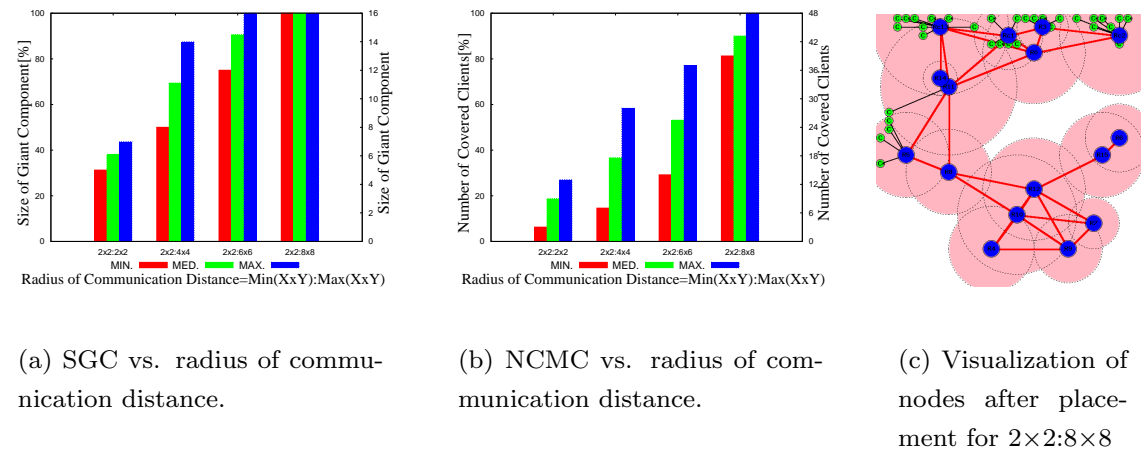 100
80
60
40
20
0
Size of Giant Component[%]
16
14
12
10
8
6
4
2
0
Size of Giant Component
2x2:2x2 2x2:4x4 2x2:6x6 2x2:8x8
MIN. MED. MAX.
Radius of Communication Distance=Min(XxY):Max(XxY)
100
80
60
40
20
0
Number of Covered Clients[%]
48
42
36
30
24
18
12
6
0
Number of Covered Clients
2x2:2x2 2x2:4x4 2x2:6x6 2x2:8x8
MIN. MED. MAX.
Radius of Communication Distance=Min(XxY):Max(XxY)
(a) SGC vs. radius of commu-
nication distance.
(b) NCMC vs. radius of com-
munication distance.
(c) Visualization of
nodes after place-
ment for 2×2:8×8